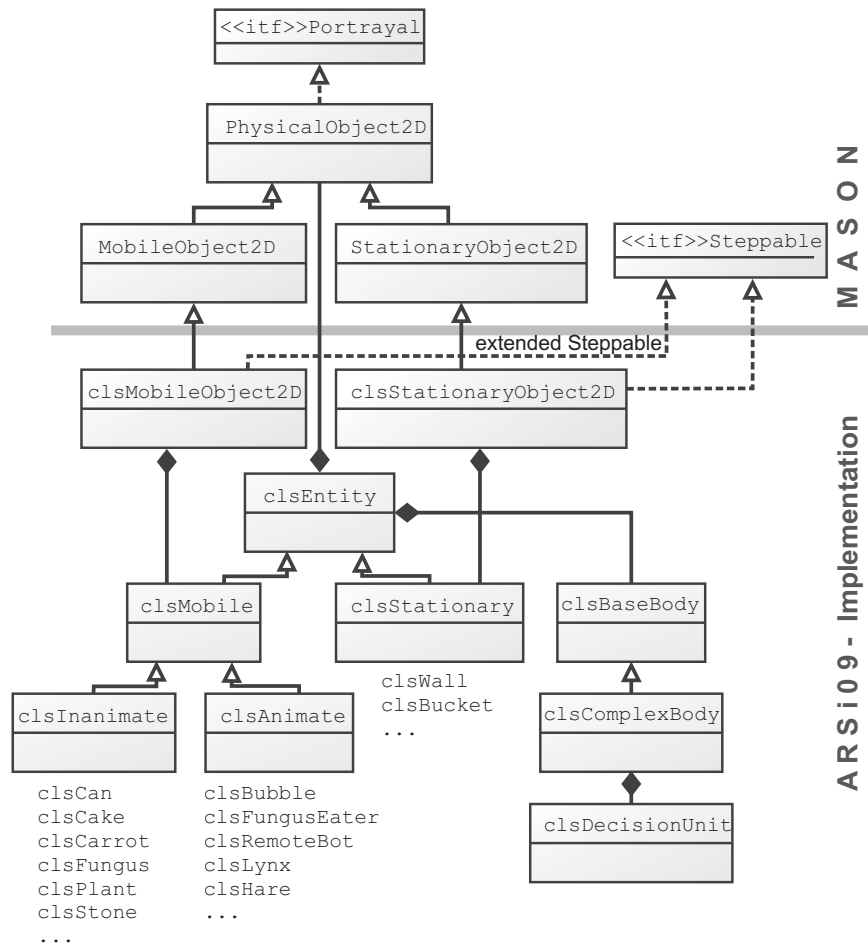 <<itf>>Portrayal
PhysicalObject2D
MobileObject2D
StationaryObject2D
<<itf>>Steppable
MASON
extended Steppable
clsMobileObject2D
clsStationaryObject2D
clsEntity
clsMobile
clsStationary
clsBaseBody
clsWall
clsBucket
...
clsInanimate
clsAnimate
clsComplexBody
clsCan
clsCake
clsCarrot
clsFungus
clsPlant
clsStone
...
clsBubble
clsFungusEater
clsRemoteBot
clsLynx
clsHare
...
clsDecisionUnit
ARSi09- Implementation